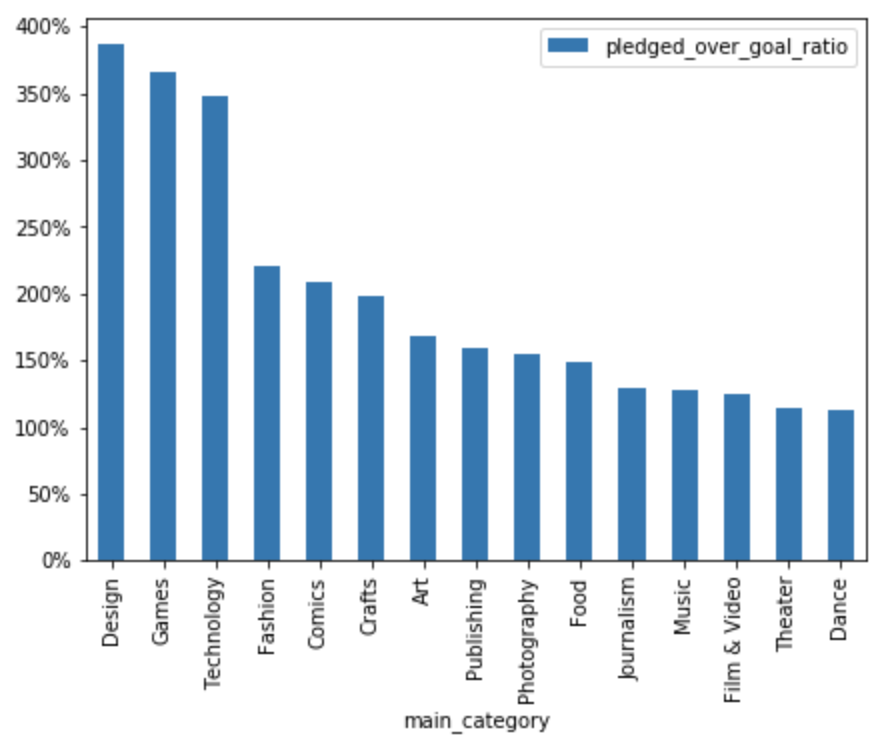 400%
350%
300%
250%
200%
150%
100%
50%
0%
pledged_over_goal_ratio
Design
Games
Technology
Fashion
Comics
Crafts
Art
Publishing
Photography
Food
Journalism
Music
Film & Video
Theater
Dance
main_category